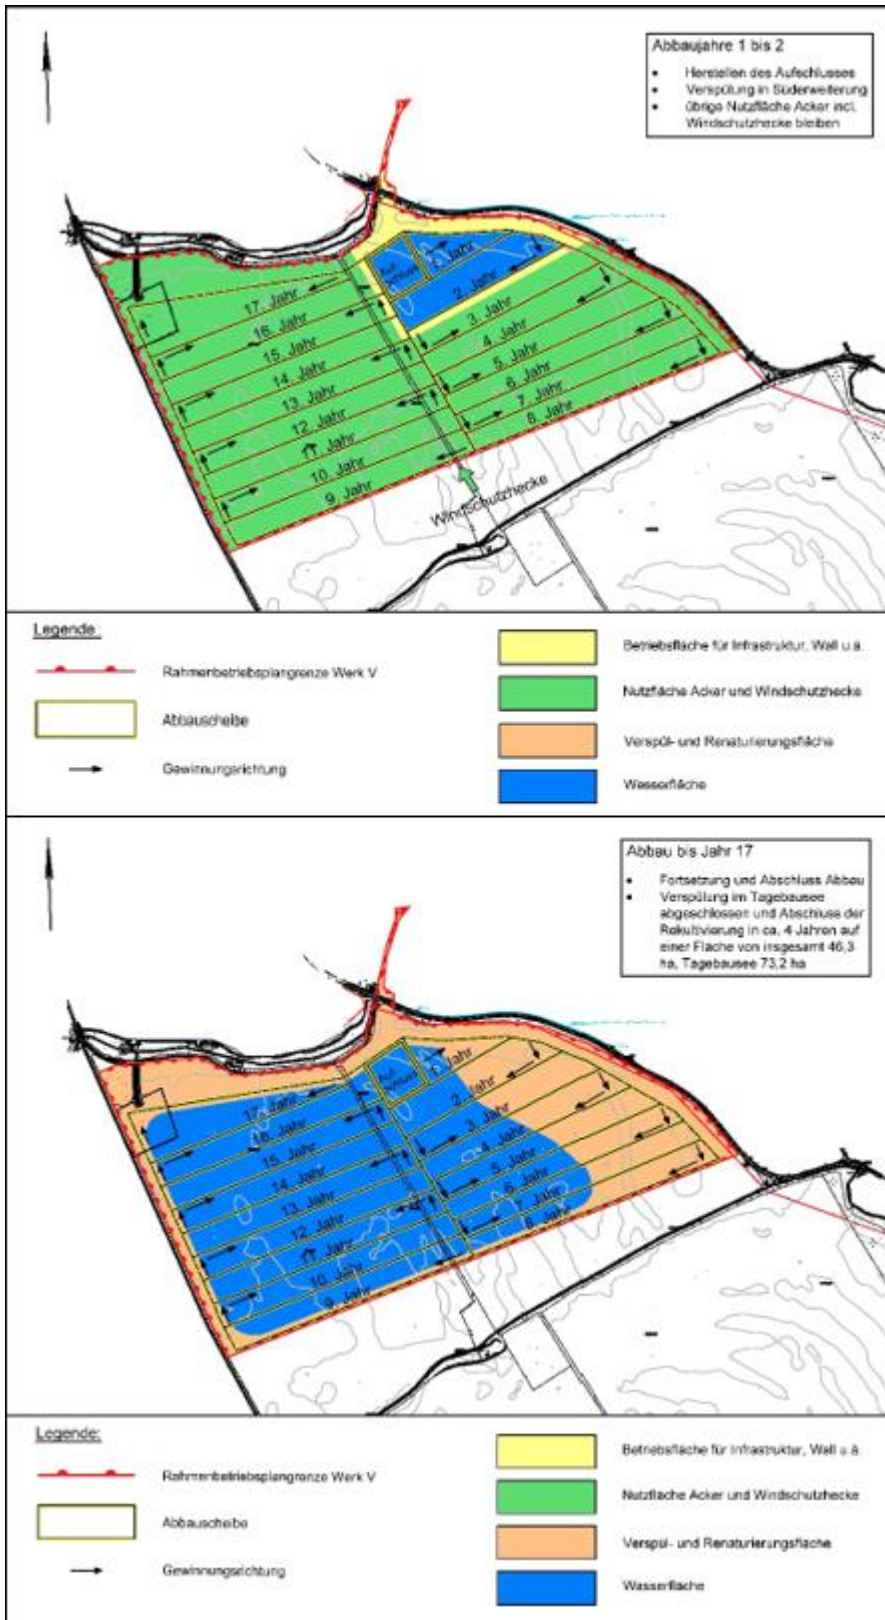 Abbaujahre 1 bis 2
• Herstellen des Aufschlusses
• Verspülung in Süderweiterung
• übrige Nutzfläche Acker incl.
Windschutzhecke bleiben
Auf-
schluss
1. Jahr
2. Jahr
3. Jahr
4. Jahr
5. Jahr
6. Jahr
7. Jahr
8. Jahr
17. Jahr
16. Jahr
15. Jahr
14. Jahr
13. Jahr
12. Jahr
11. Jahr
10. Jahr
9. Jahr
Windschutzhecke
Legende:
Rahmenbetriebsplangrenze Werk V
Abbauscheibe
Gewinnungsrichtung
Betriebsfläche für Infrastruktur, Wall u.ä.
Nutzfläche Acker und Windschutzhecke
Verspül- und Renaturierungsfläche
Wasserfläche
Abbau bis Jahr 17
• Fortsetzung und Abschluss Abbau
• Verspülung im Tagebausee
abgeschlossen und Abschluss der
Rekultivierung in ca. 4 Jahren auf
einer Fläche von insgesamt 46,3
ha, Tagebausee 73,2 ha
Auf-
schluss
1. Jahr
2. Jahr
3. Jahr
4. Jahr
5. Jahr
6. Jahr
7. Jahr
8. Jahr
17. Jahr
16. Jahr
15. Jahr
14. Jahr
13. Jahr
12. Jahr
11. Jahr
10. Jahr
9. Jahr
Legende:
Rahmenbetriebsplangrenze Werk V
Abbauscheibe
Gewinnungsrichtung
Betriebsfläche für Infrastruktur, Wall u.ä.
Nutzfläche Acker und Windschutzhecke
Verspül- und Renaturierungsfläche
Wasserfläche